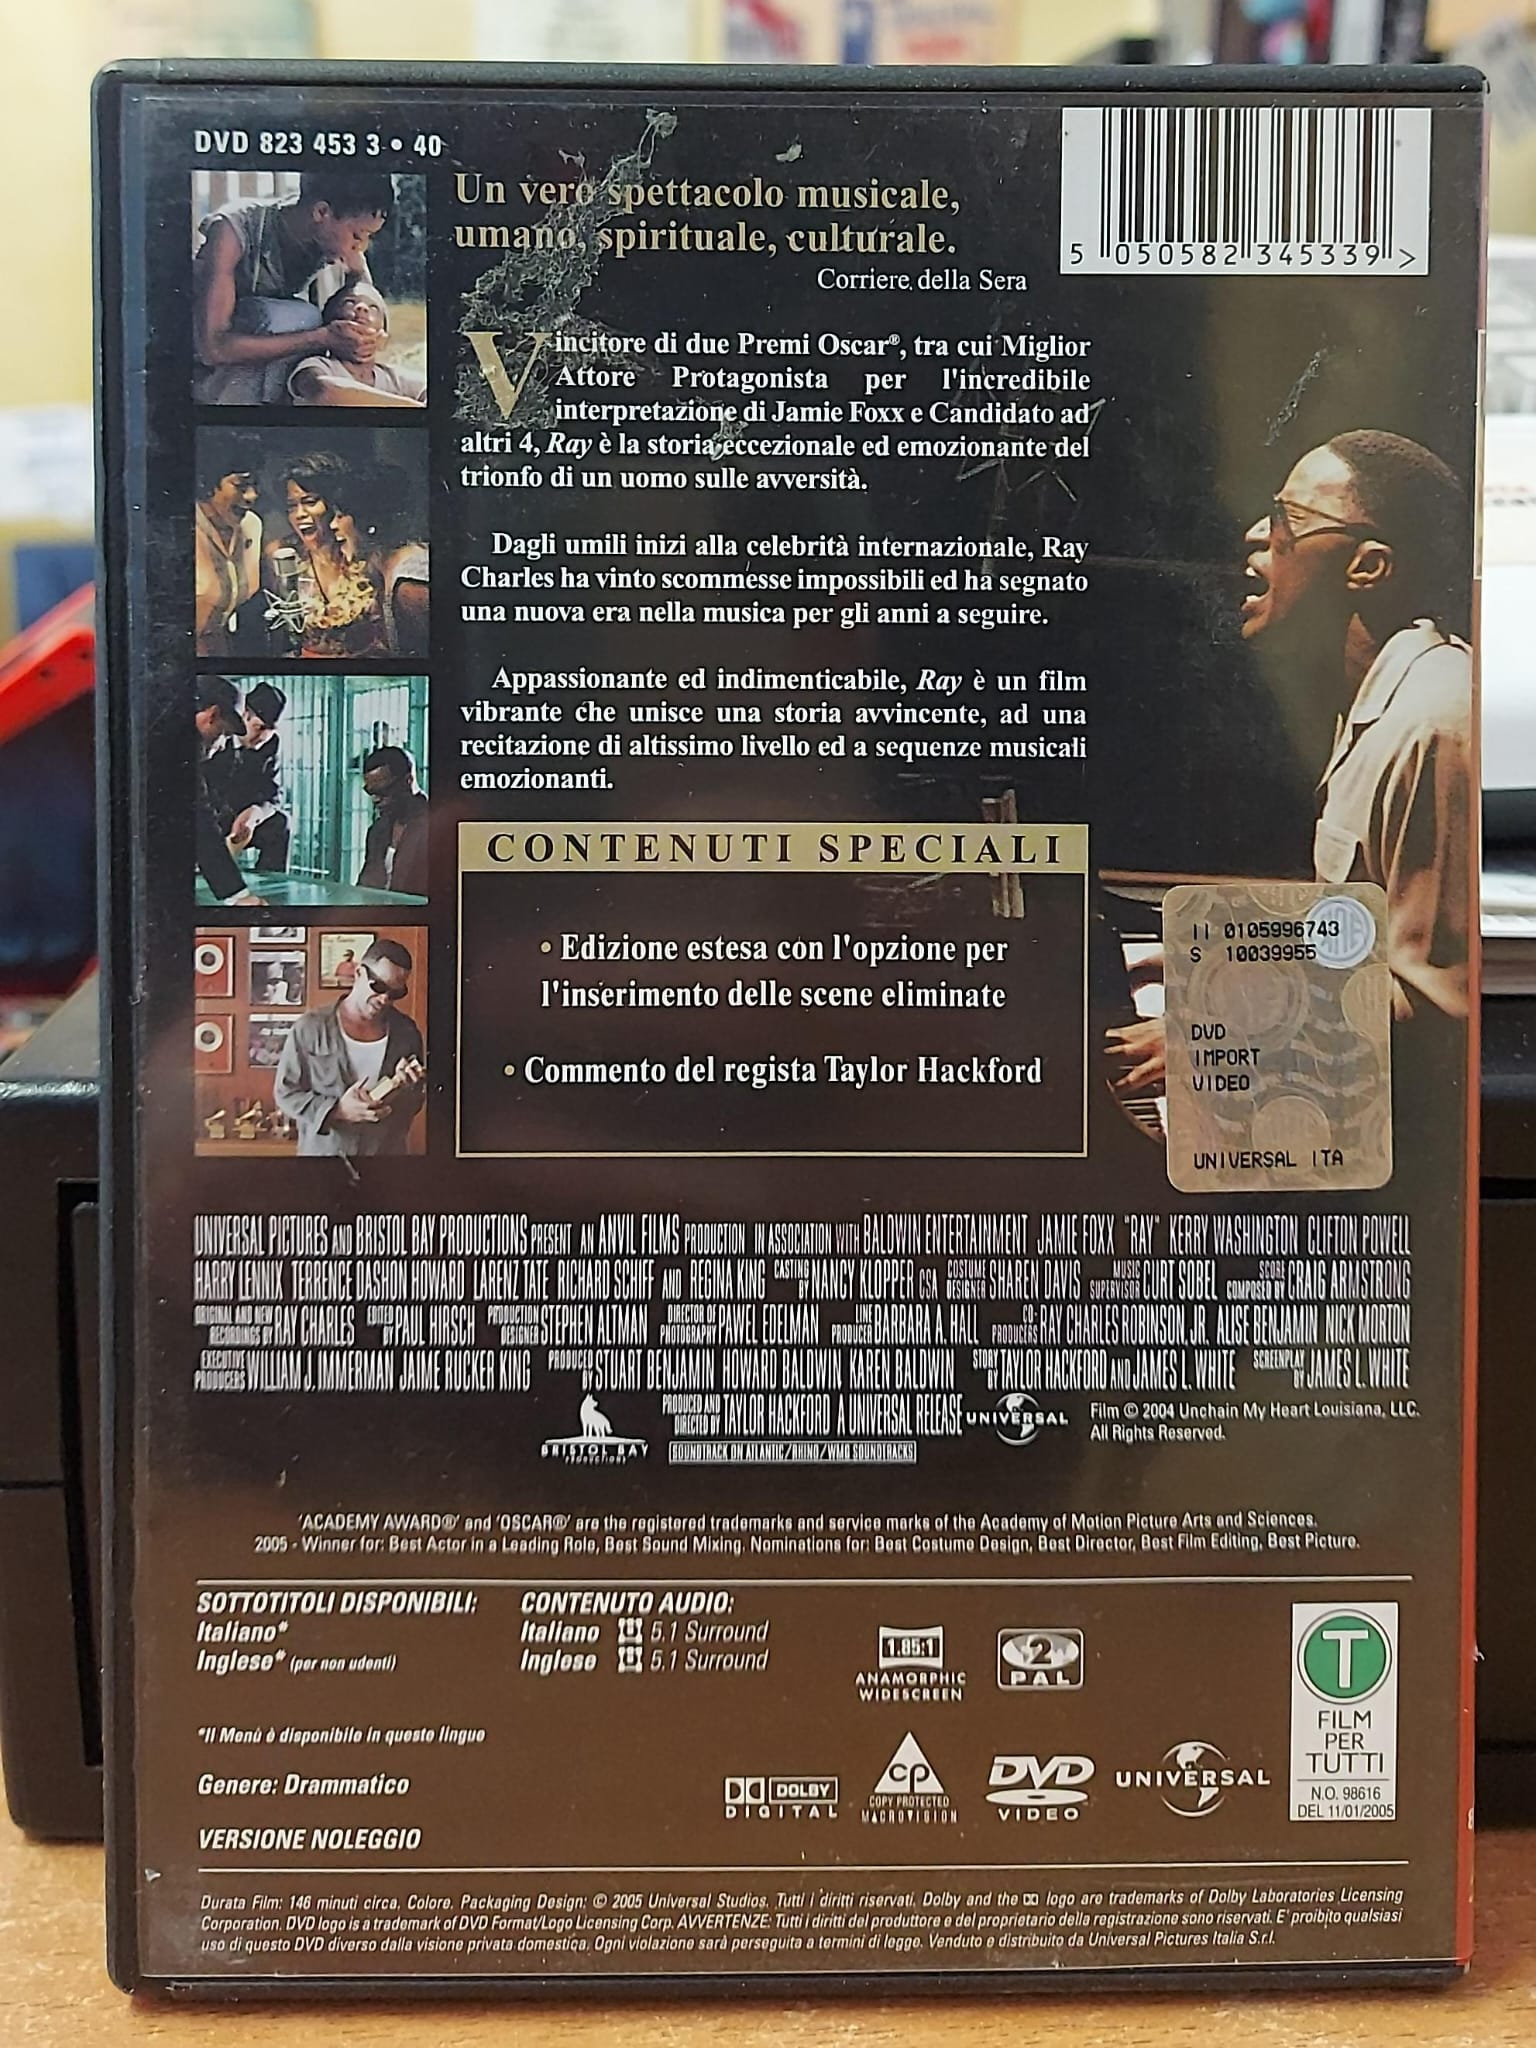 DVD 823 453 3 • 40
Un vero spettacolo musicale,
umano, spirituale, culturale.
Corriere della Sera
5 050582 345339 >
Vincitore di due Premi Oscar®, tra cui Miglior
Attore Protagonista per l'incredibile
interpretazione di Jamie Foxx e Candidato ad
altri 4, Ray è la storia eccezionale ed emozionante del
trionfo di un uomo sulle avversità.
Dagli umili inizi alla celebrità internazionale, Ray
Charles ha vinto scommesse impossibili ed ha segnato
una nuova era nella musica per gli anni a seguire.
Appassionante ed indimenticabile, Ray è un film
vibrante che unisce una storia avvincente, ad una
recitazione di altissimo livello ed a sequenze musicali
emozionanti.
CONTENUTI SPECIALI
• Edizione estesa con l'opzione per
l'inserimento delle scene eliminate
• Commento del regista Taylor Hackford
II 0105996743
S 10039955
DVD
IMPORT
VIDEO
UNIVERSAL ITA
UNIVERSAL PICTURES AND BRISTOL BAY PRODUCTIONS PRESENT AN ANVIL FILMS PRODUCTION IN ASSOCIATION WITH BALDWIN ENTERTAINMENT JAMIE FOXX "RAY" KERRY WASHINGTON CLIFTON POWELL
HARRY LENNIX TERRENCE DASHON HOWARD LARENZ TATE RICHARD SCHIFF AND REGINA KING CASTING BY NANCY KLOPPER CSA COSTUME DESIGNER SHAREN DAVIS MUSIC SUPERVISOR CURT SOBEL SCORE COMPOSED BY CRAIG ARMSTRONG
ORIGINAL AND NEW RECORDINGS BY RAY CHARLES EDITED BY PAUL HIRSCH PRODUCTION DESIGNER STEPHEN ALTMAN DIRECTOR OF PHOTOGRAPHY PAWEL EDELMAN LINE PRODUCER BARBARA A. HALL CO-PRODUCERS RAY CHARLES ROBINSON, JR. ALISE BENJAMIN NICK MORTON
EXECUTIVE PRODUCERS WILLIAM J. IMMERMAN JAIME RUCKER KING PRODUCED BY STUART BENJAMIN HOWARD BALDWIN KAREN BALDWIN STORY BY TAYLOR HACKFORD AND JAMES L. WHITE SCREENPLAY BY JAMES L. WHITE
PRODUCED AND DIRECTED BY TAYLOR HACKFORD A UNIVERSAL RELEASE UNIVERSAL Film © 2004 Unchain My Heart Louisiana, LLC.
All Rights Reserved.
BRISTOL BAY
PRODUCTIONS
SOUNDTRACK ON ATLANTIC/RHINO/WMG SOUNDTRACKS
'ACADEMY AWARD®' and 'OSCAR®' are the registered trademarks and service marks of the Academy of Motion Picture Arts and Sciences.
2005 - Winner for: Best Actor in a Leading Role, Best Sound Mixing. Nominations for: Best Costume Design, Best Director, Best Film Editing, Best Picture.
SOTTOTITOLI DISPONIBILI:
Italiano*
Inglese* (per non udenti)
CONTENUTO AUDIO:
Italiano 5.1 Surround
Inglese 5.1 Surround
1.85:1
ANAMORPHIC
WIDESCREEN
2
PAL
T
FILM
PER
TUTTI
N.O. 98616
DEL 11/01/2005
*Il Menù è disponibile in queste lingue
Genere: Drammatico
VERSIONE NOLEGGIO
DOLBY
DIGITAL
cp
COPY PROTECTED
MACROVISION
DVD
VIDEO
UNIVERSAL
Durata Film: 146 minuti circa. Colore. Packaging Design: © 2005 Universal Studios. Tutti i diritti riservati. Dolby and the logo are trademarks of Dolby Laboratories Licensing
Corporation. DVD logo is a trademark of DVD Format/Logo Licensing Corp. AVVERTENZE: Tutti i diritti del produttore e del proprietario della registrazione sono riservati. E' proibito qualsiasi
uso di questo DVD diverso dalla visione privata domestica. Ogni violazione sarà perseguita a termini di legge. Venduto e distribuito da Universal Pictures Italia S.r.l.